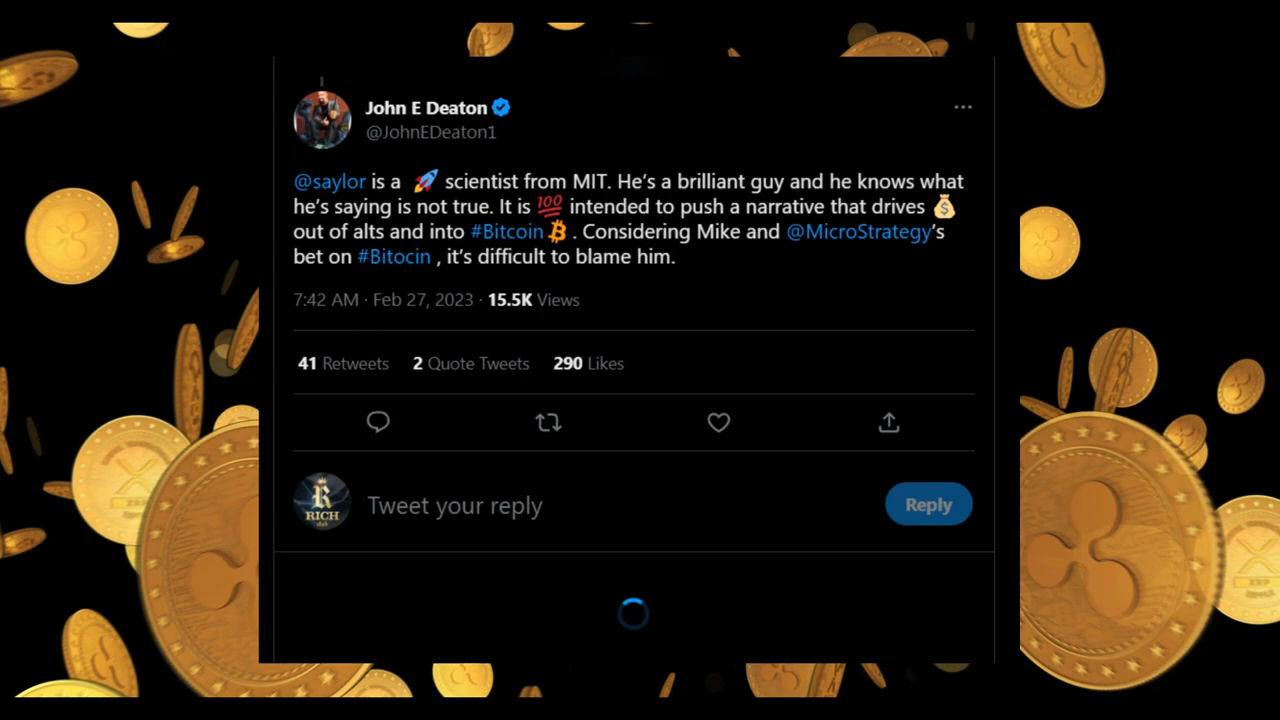 John E Deaton
@JohnEDeaton1
@saylor is a 🚀 scientist from MIT. He's a brilliant guy and he knows what
he's saying is not true. It is 💯 intended to push a narrative that drives 💰
out of alts and into #Bitcoin . Considering Mike and @MicroStrategy's
bet on #Bitocin , it's difficult to blame him.
7:42 AM · Feb 27, 2023 · 15.5K Views
41 Retweets 2 Quote Tweets 290 Likes
R
RICH
club
Tweet your reply
Reply
XRP
XRP